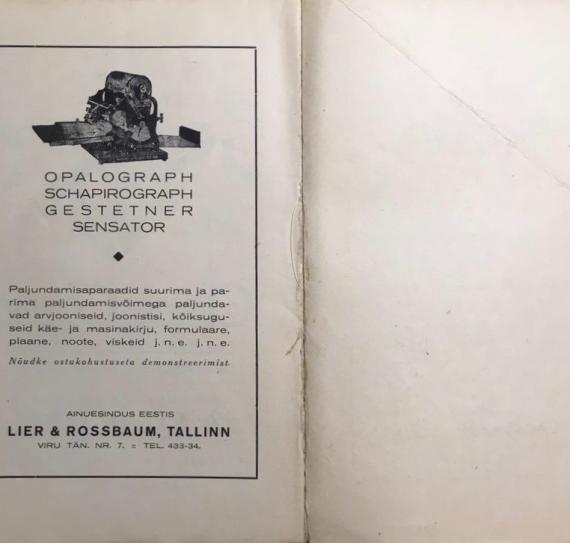 OPALOGRAPH
SCHAPIROGRAPH
GESTETNER
SENSATOR
Paljundamisaparaadid suurima ja pa-
rima paljundamisvõimega paljunda-
vad arvjooniseid, joonistisi, kõiksugu-
seid käe- ja masinakirju, formulaare,
plaane, noote, viskeid j. n. e. j. n. e.
Nõudke ostukohustuseta demonstreerimist.
AINUESINDUS EESTIS
LIER & ROSSBAUM, TALLINN
VIRU TÄN. NR. 7. = TEL. 433-34.